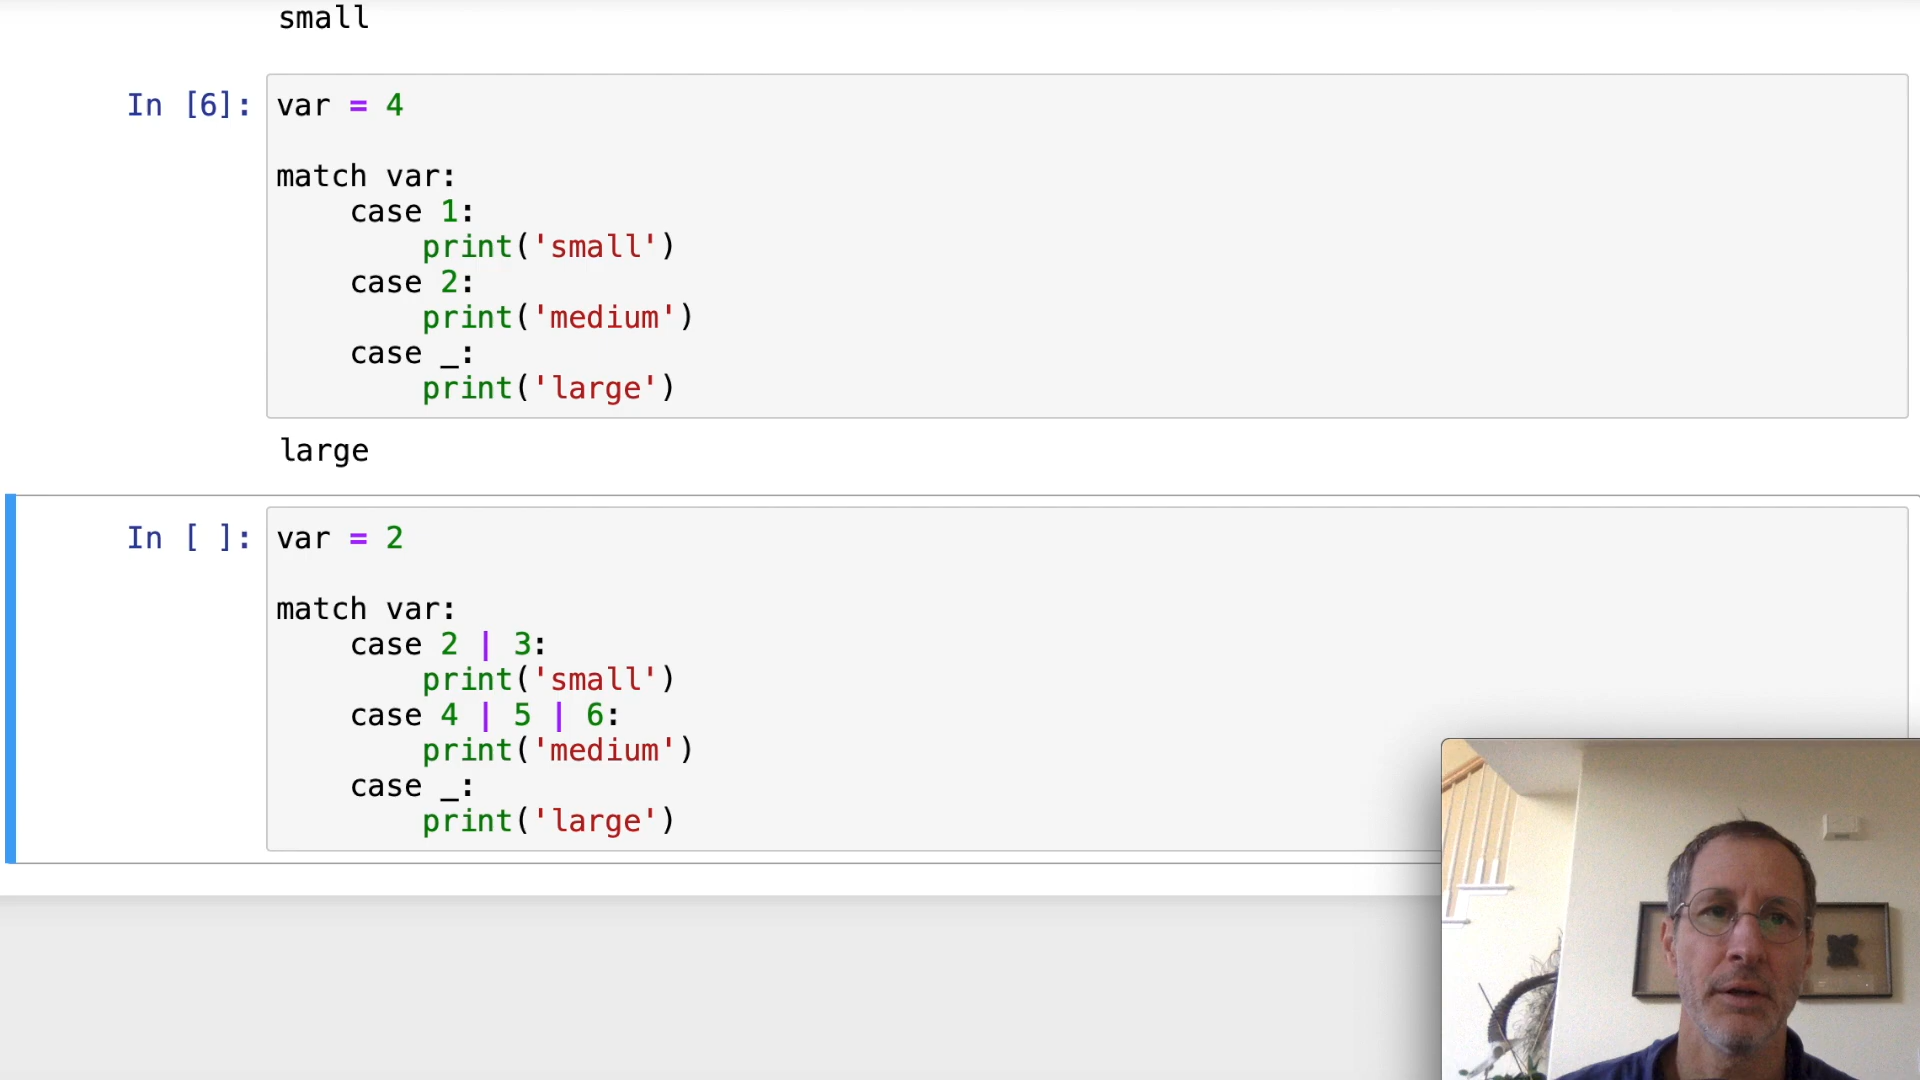 small
In [6]: var = 4
match var:
    case 1:
        print('small')
    case 2:
        print('medium')
    case _:
        print('large')
large
In [ ]: var = 2
match var:
    case 2 | 3:
        print('small')
    case 4 | 5 | 6:
        print('medium')
    case _:
        print('large')